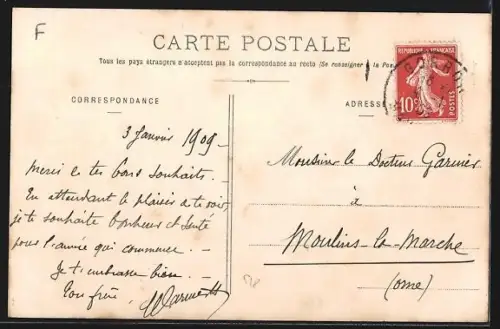 F
CARTE POSTALE
Tous les pays étrangers n'acceptent pas la correspondance au recto (Se renseigner à la Poste)
CORRESPONDANCE
ADRESSE
REPUBLIQUE FRANÇAISE
10c
POSTES
3 Janvier 1909 -
Merci de tes bons souhaits.
En attendant le plaisir de te voir,
je te souhaite bonheur et santé
pour l'année qui commence. -
Je t'embrasse bien. -
Ton frère,
Monsieur le Docteur Garnier
à
Moulins-la-Marche
(orne)